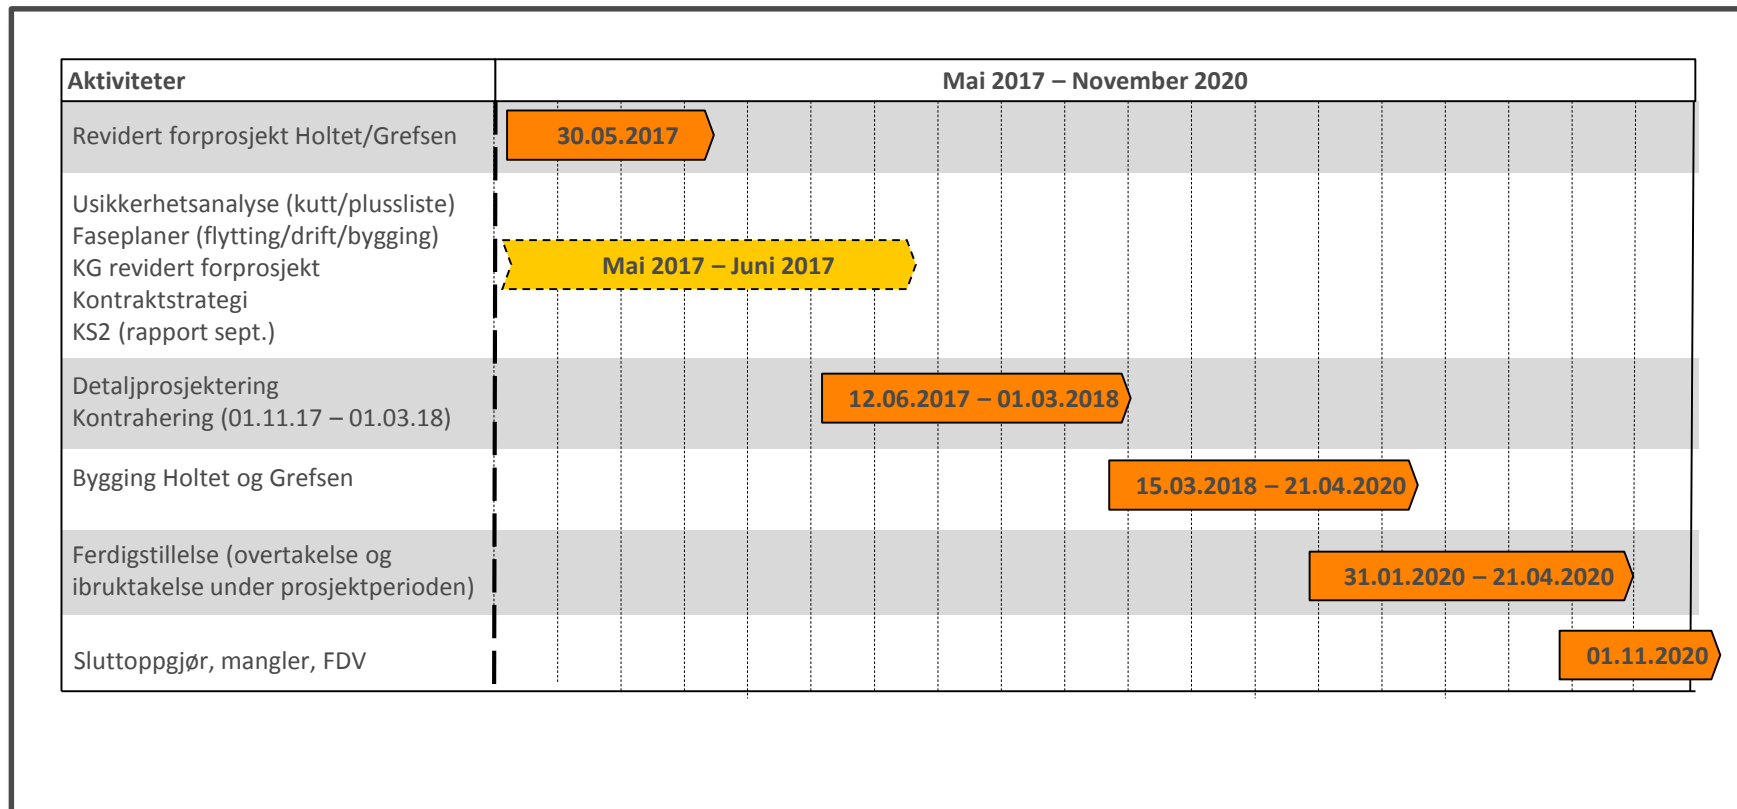 Aktiviteter
Mai 2017 – November 2020
Revidert forprosjekt Holtet/Grefsen
30.05.2017
Usikkerhetsanalyse (kutt/plussliste)
Faseplaner (flytting/drift/bygging)
KG revidert forprosjekt
Kontraktstrategi
KS2 (rapport sept.)
Mai 2017 – Juni 2017
Detaljprosjektering
Kontrahering (01.11.17 – 01.03.18)
12.06.2017 – 01.03.2018
Bygging Holtet og Grefsen
15.03.2018 – 21.04.2020
Ferdigstillelse (overtakelse og
ibruktakelse under prosjektperioden)
31.01.2020 – 21.04.2020
Sluttoppgjør, mangler, FDV
01.11.2020